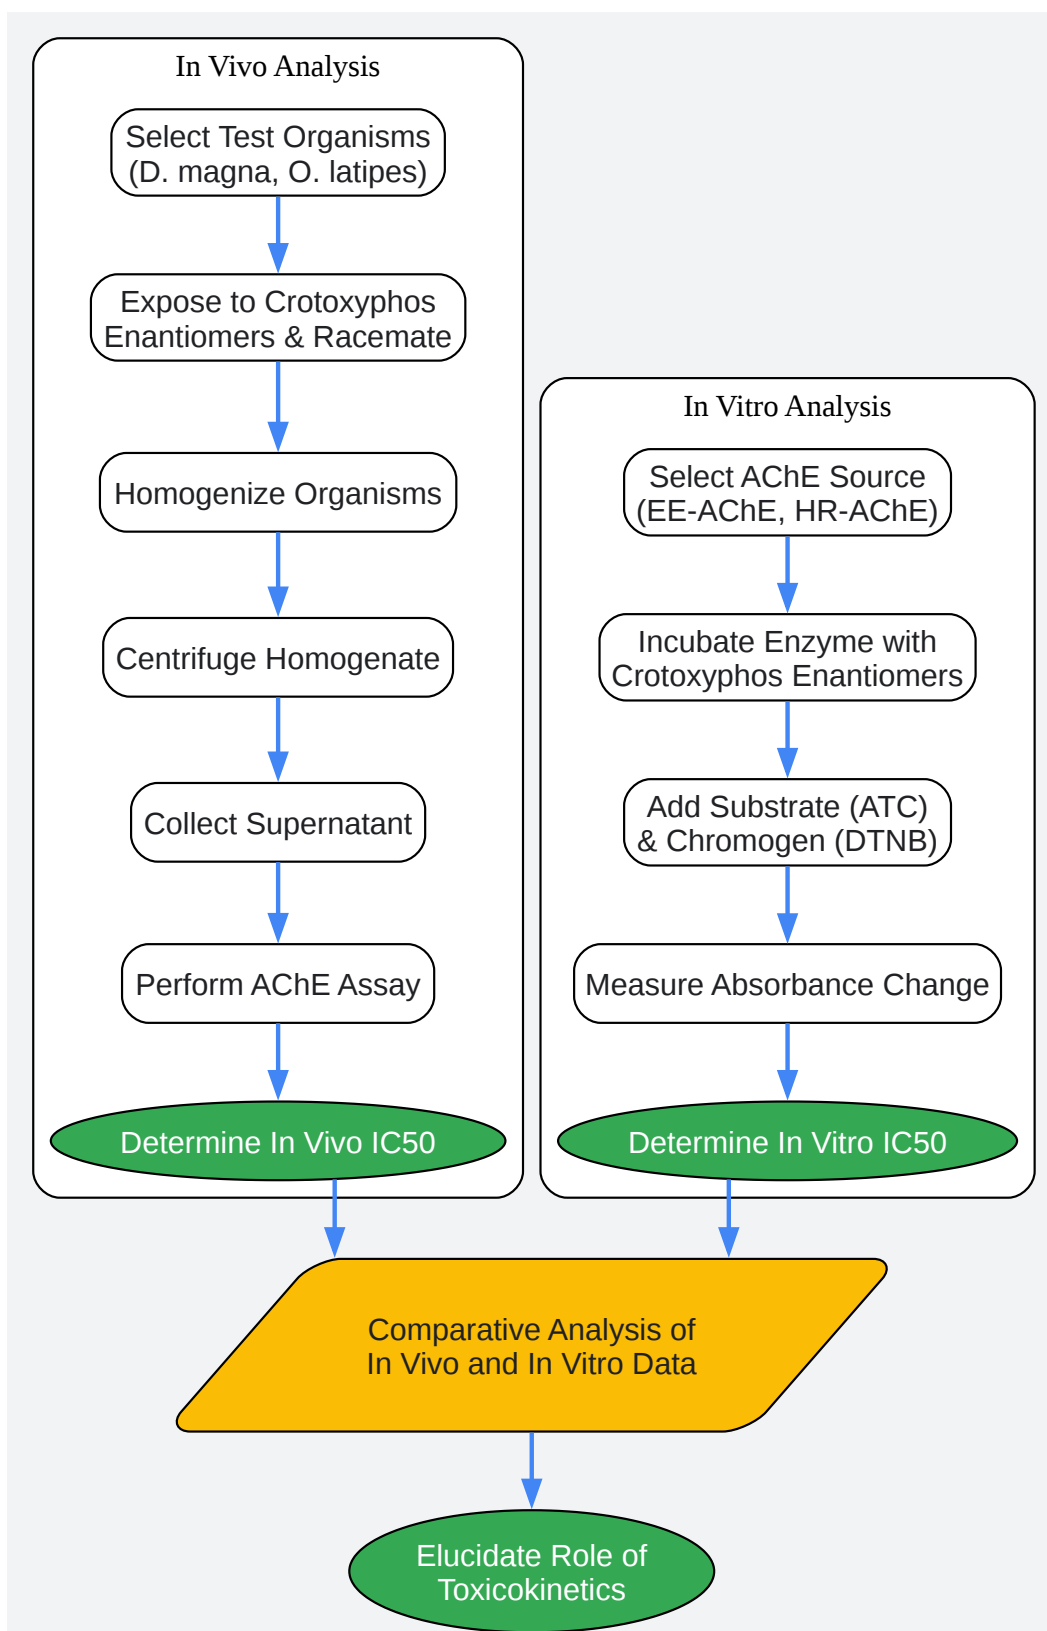 In Vivo Analysis
Select Test Organisms
(D. magna, O. latipes)
Expose to Crotoxyphos
Enantiomers & Racemate
Homogenize Organisms
Centrifuge Homogenate
Collect Supernatant
Perform AChE Assay
Determine In Vivo IC50
In Vitro Analysis
Select AChE Source
(EE-AChE, HR-AChE)
Incubate Enzyme with
Crotoxyphos Enantiomers
Add Substrate (ATC)
& Chromogen (DTNB)
Measure Absorbance Change
Determine In Vitro IC50
Comparative Analysis of
In Vivo and In Vitro Data
Elucidate Role of
Toxicokinetics